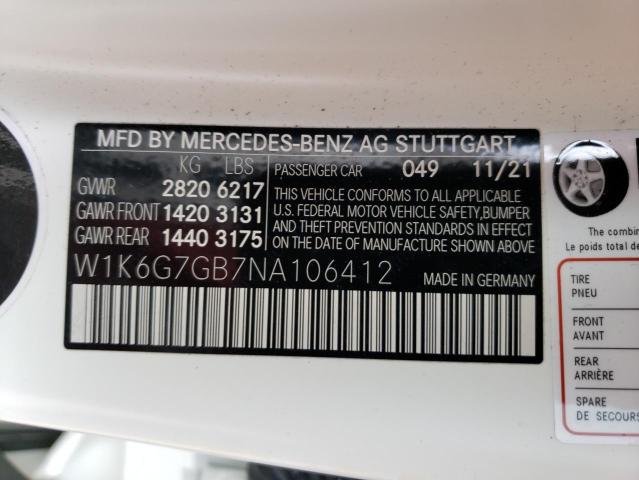 MFD BY MERCEDES-BENZ AG STUTTGART
KG LBS PASSENGER CAR 049 11/21
GVWR 2820 6217
GAWR FRONT 1420 3131
GAWR REAR 1440 3175
THIS VEHICLE CONFORMS TO ALL APPLICABLE
U.S. FEDERAL MOTOR VEHICLE SAFETY,BUMPER
AND THEFT PREVENTION STANDARDS IN EFFECT
ON THE DATE OF MANUFACTURE SHOWN ABOVE.
W1K6G7GB7NA106412 MADE IN GERMANY
The combin
Le poids total
TIRE
PNEU
FRONT
AVANT
REAR
ARRIÈRE
SPARE
DE SECOURS